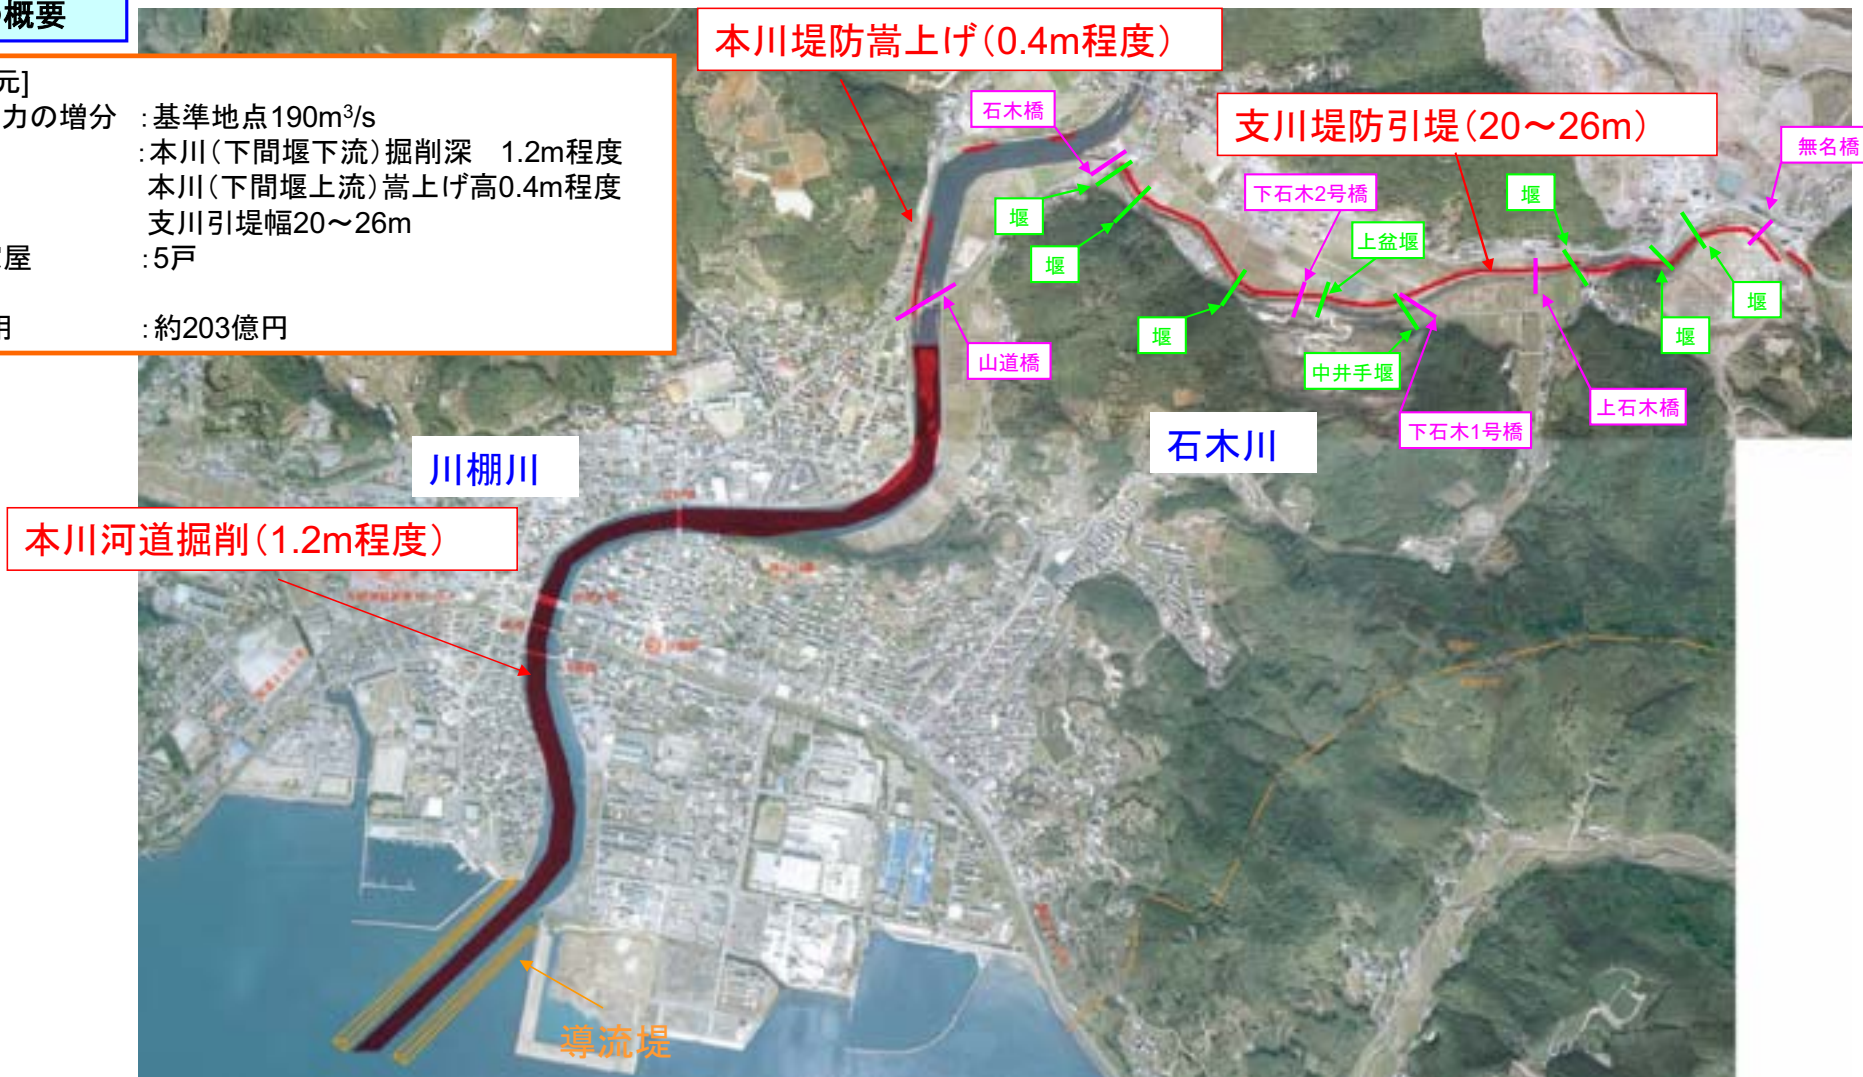 概要
元]
力の増分 :基準地点190m³/s
:本川(下間堰下流)掘削深 1.2m程度
本川(下間堰上流)嵩上げ高0.4m程度
支川引堤幅20〜26m
屋 :5戸
:約203億円
本川堤防嵩上げ(0.4m程度)
支川堤防引堤(20〜26m)
石木橋
無名橋
堰
下石木2号橋
堰
上盆堰
堰
堰
堰
堰
山道橋
中井手堰
上石木橋
下石木1号橋
川棚川
石木川
本川河道掘削(1.2m程度)
導流堤